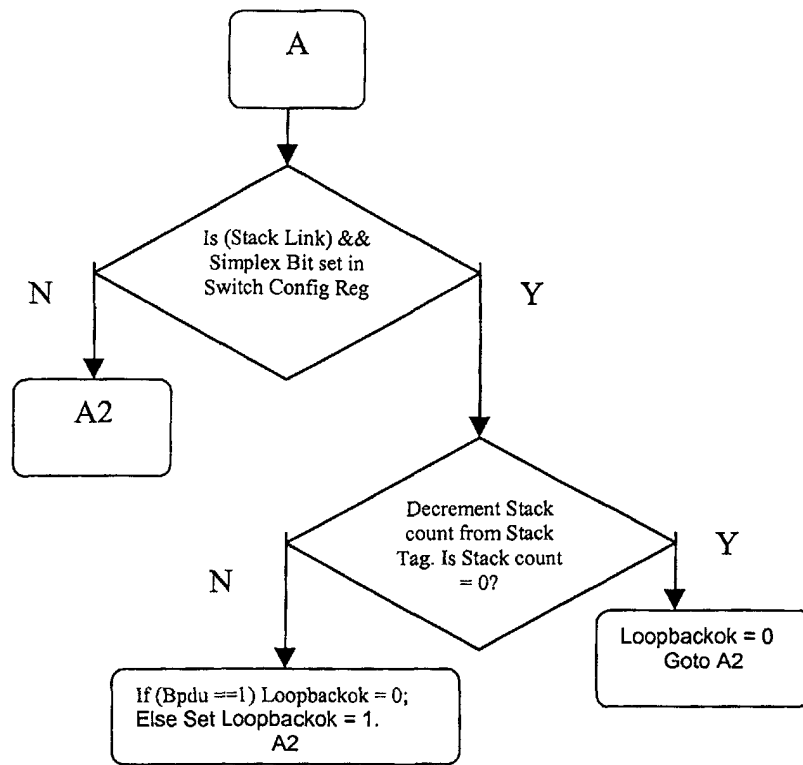 A
Is (Stack Link) &&
Simplex Bit set in
Switch Config Reg
N
Y
A2
Decrement Stack
count from Stack
Tag. Is Stack count
= 0?
N
Y
Loopbackok = 0
Goto A2
If (Bpdu ==1) Loopbackok = 0;
Else Set Loopbackok = 1.
A2